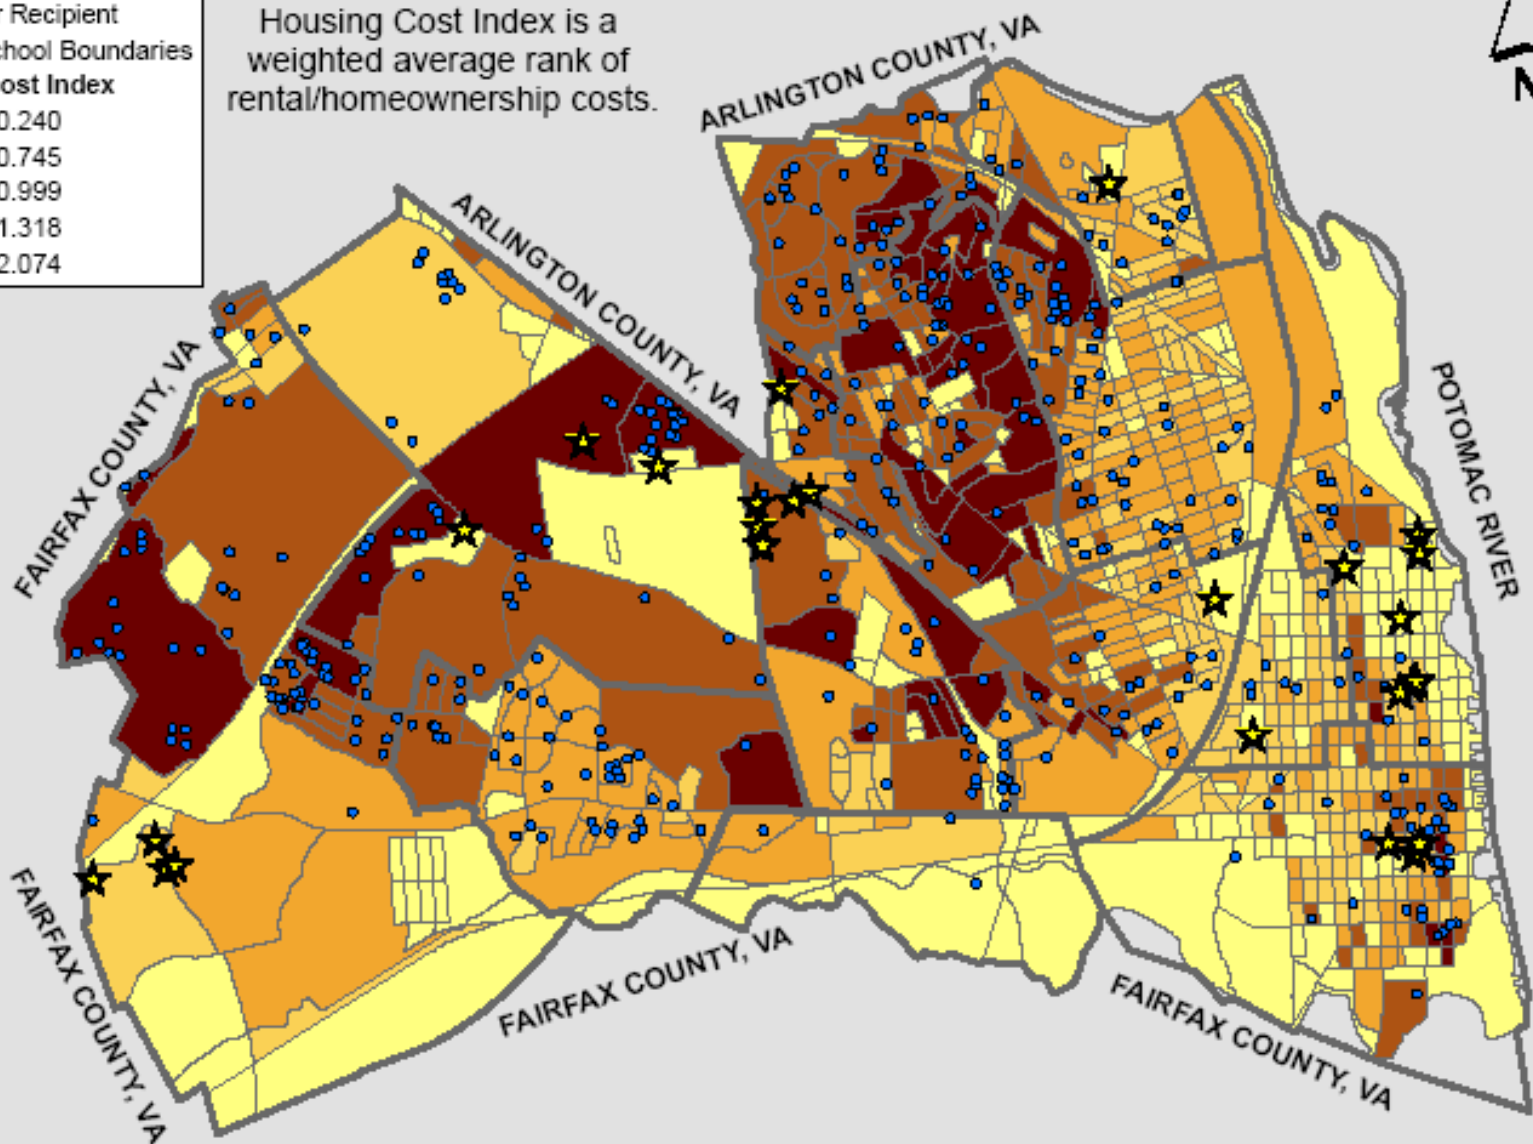 r Recipient
chool Boundaries
ost Index
0.240
0.745
0.999
1.318
2.074
Housing Cost Index is a
weighted average rank of
rental/homeownership costs.
ARLINGTON COUNTY, VA
N
ARLINGTON COUNTY, VA
FAIRFAX COUNTY, VA
POTOMAC RIVER
FAIRFAX COUNTY, VA
FAIRFAX COUNTY, VA
FAIRFAX COUNTY, VA